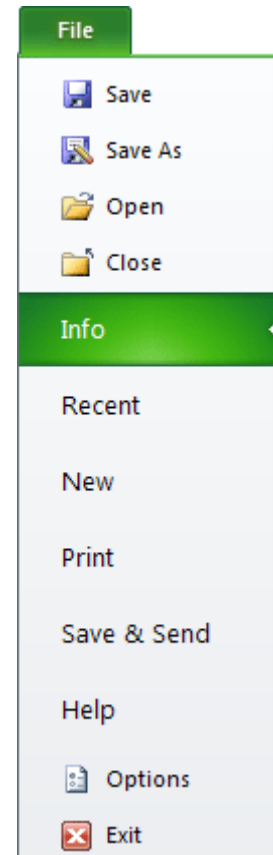 File
Save
Save As
Open
Close
Info
Recent
New
Print
Save & Send
Help
Options
Exit